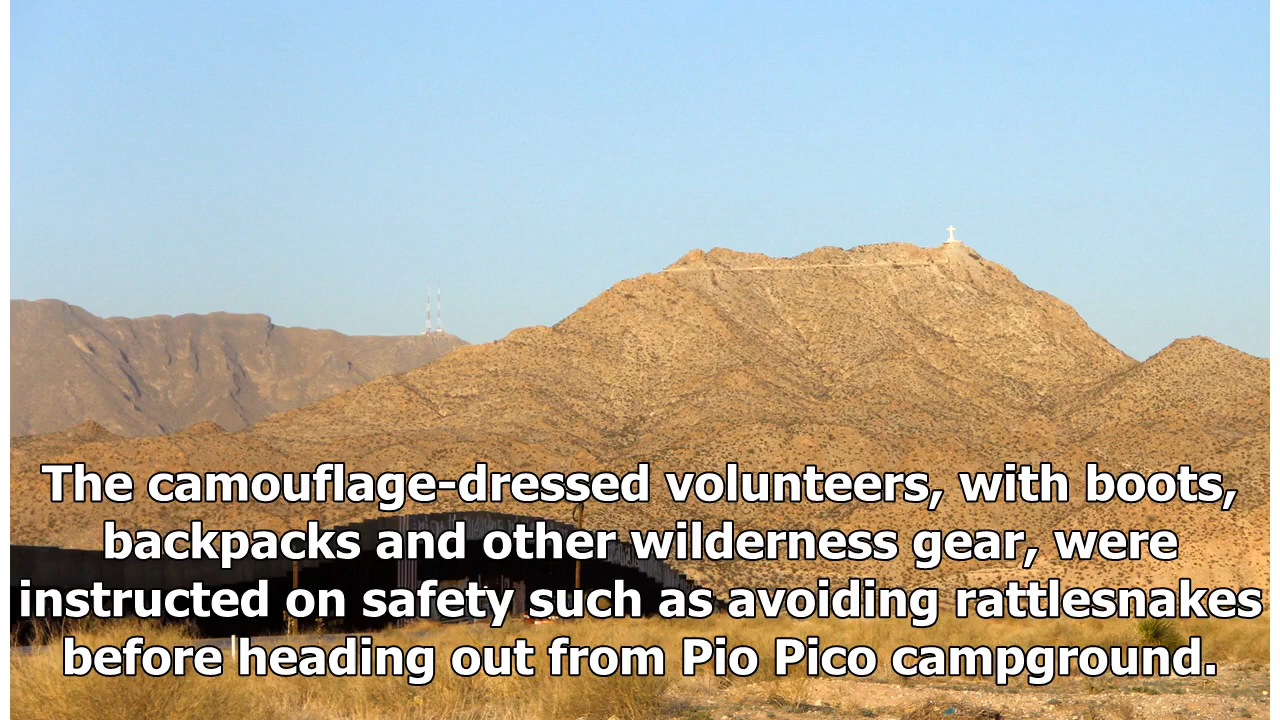 The camouflage-dressed volunteers, with boots,
backpacks and other wilderness gear, were
instructed on safety such as avoiding rattlesnakes
before heading out from Pio Pico campground.